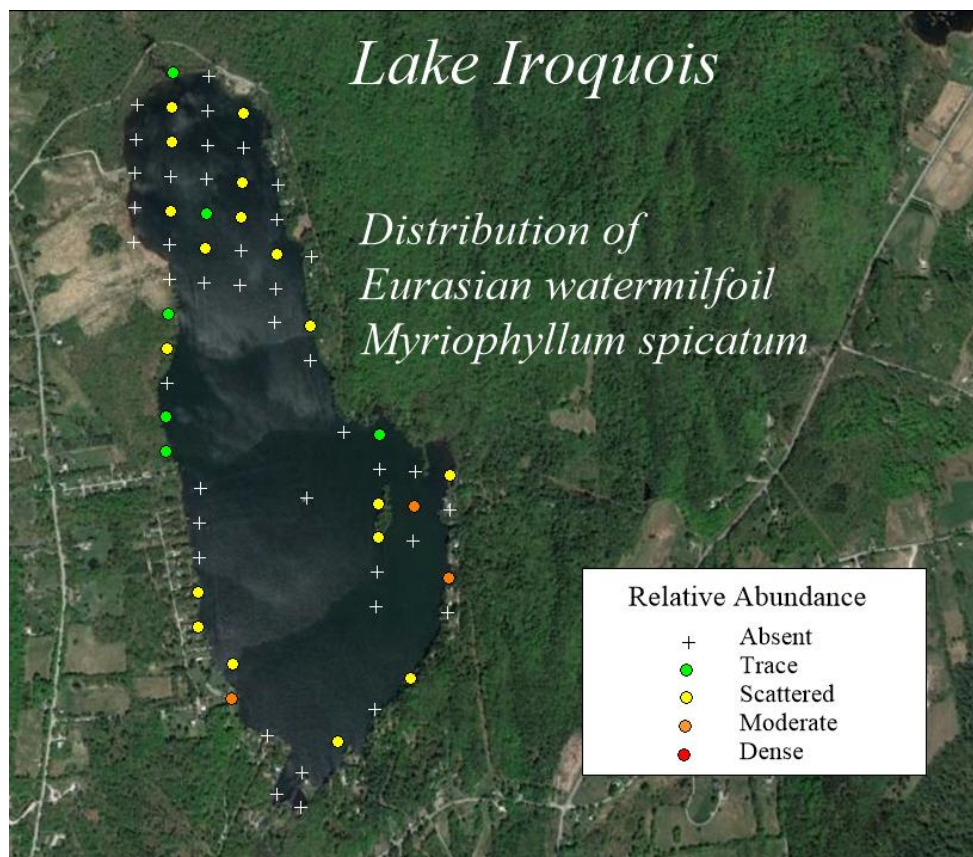 Lake Iroquois
Distribution of
Eurasian watermilfoil
Myriophyllum spicatum
Relative Abundance
Absent
Trace
Scattered
Moderate
Dense